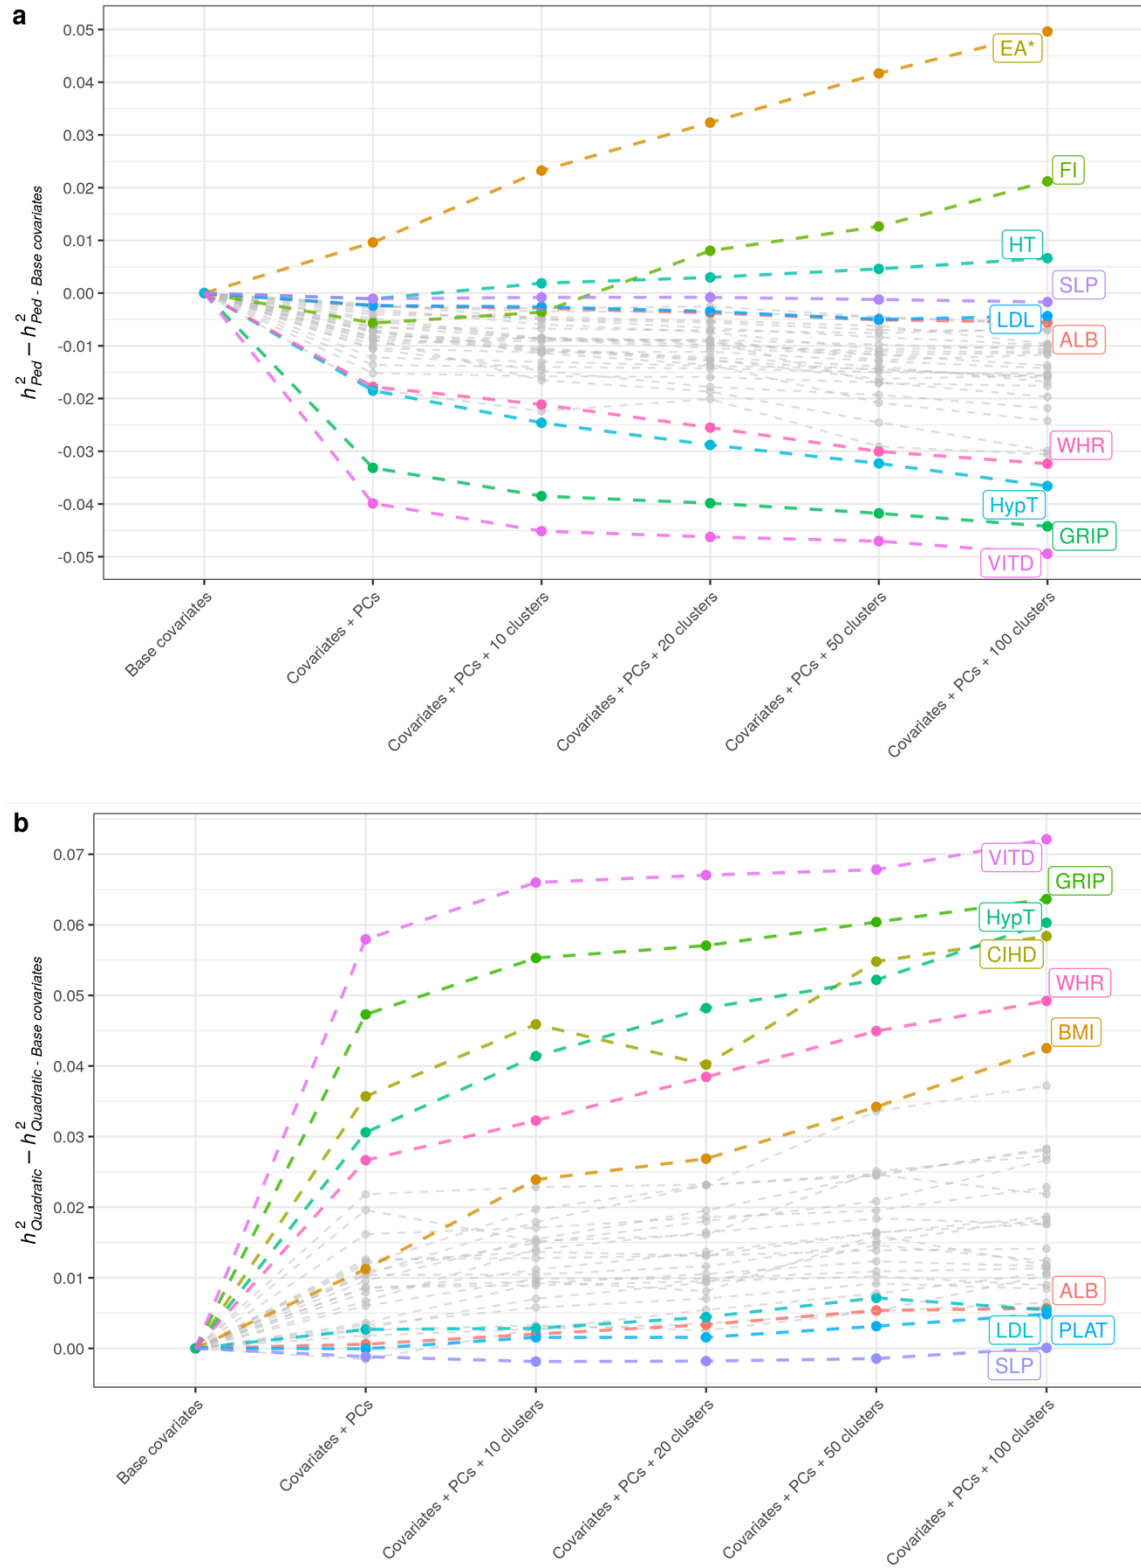 a
0.05
0.04
0.03
0.02
0.01
0.00
-0.01
-0.02
-0.03
-0.04
-0.05
h²Ped − h²Ped - Base covariates
EA*
FI
HT
SLP
LDL
ALB
WHR
HypT
GRIP
VITD
Base covariates
Covariates + PCs
Covariates + PCs + 10 clusters
Covariates + PCs + 20 clusters
Covariates + PCs + 50 clusters
Covariates + PCs + 100 clusters
b
0.07
0.06
0.05
0.04
0.03
0.02
0.01
0.00
h²Quadratic − h²Quadratic - Base covariates
VITD
GRIP
HypT
CIHD
WHR
BMI
ALB
LDL
PLAT
SLP
Base covariates
Covariates + PCs
Covariates + PCs + 10 clusters
Covariates + PCs + 20 clusters
Covariates + PCs + 50 clusters
Covariates + PCs + 100 clusters